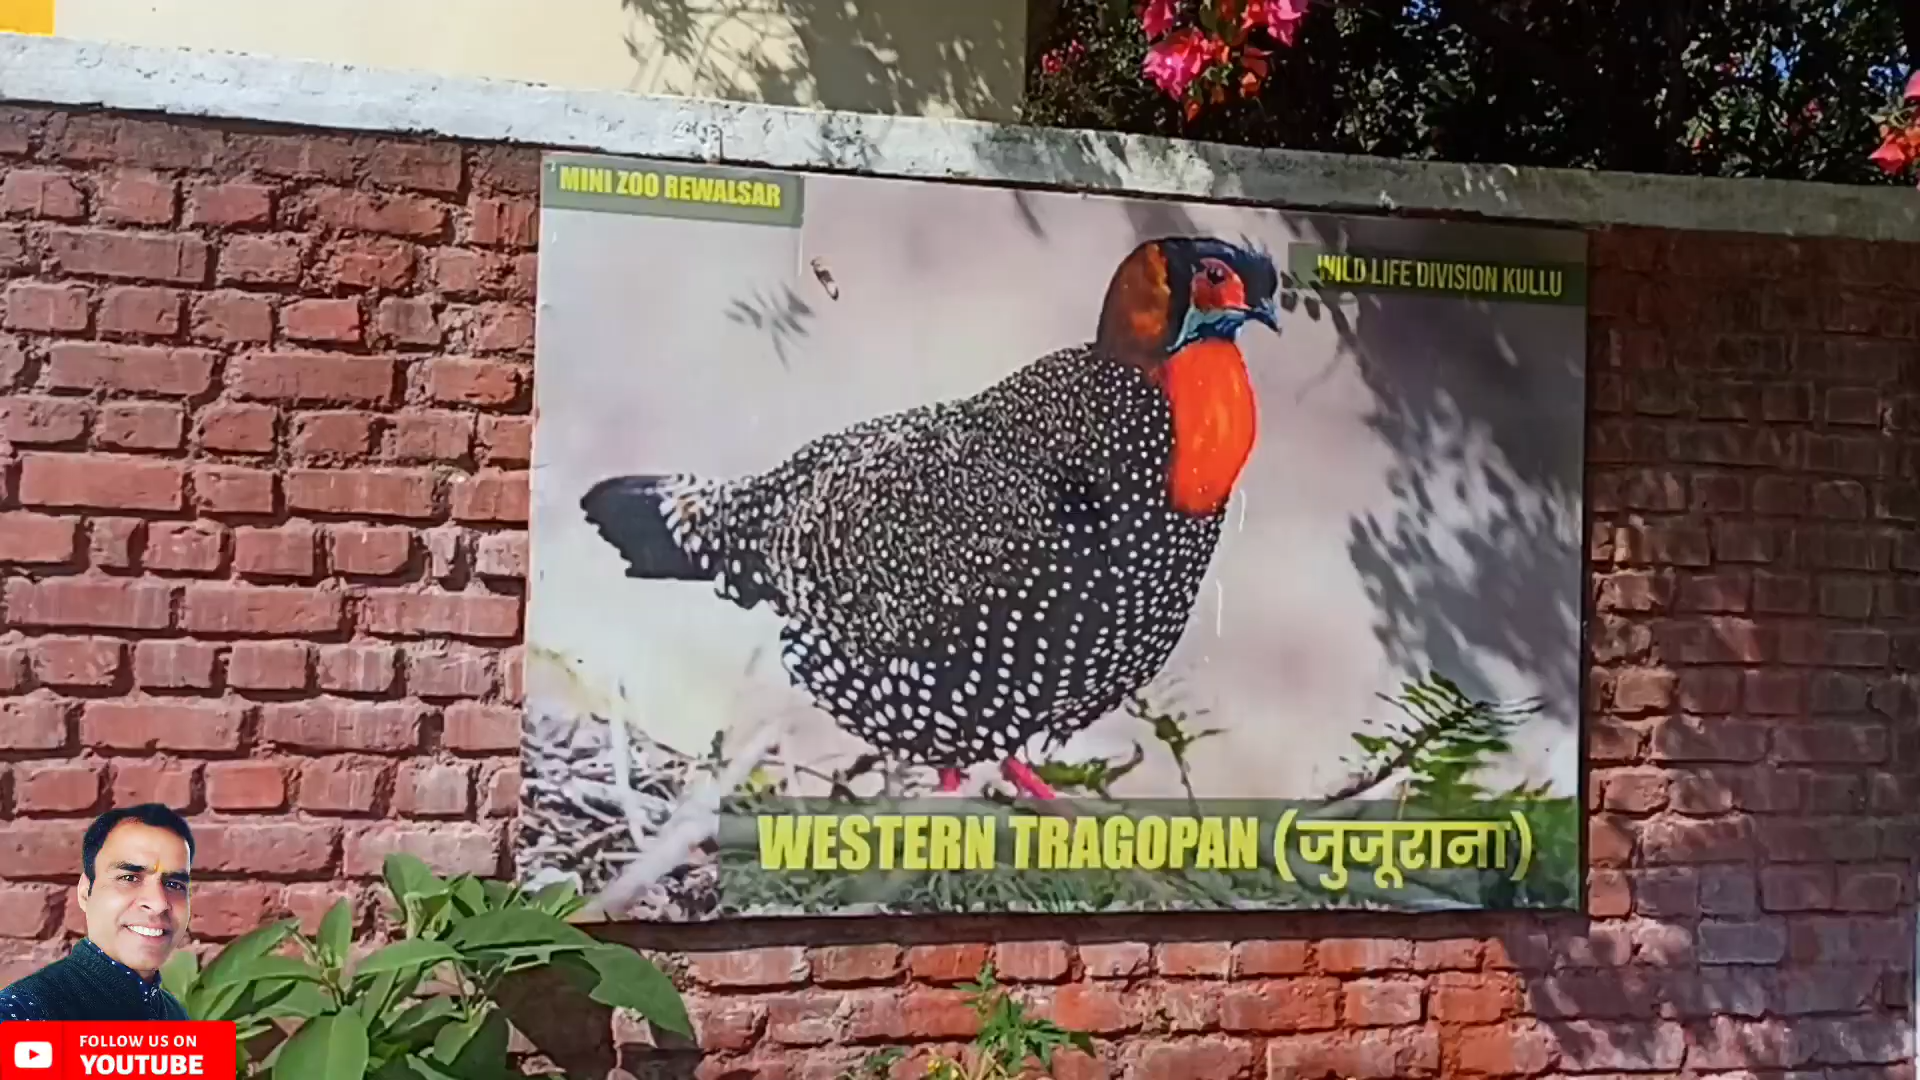 MINI ZOO REWALSAR
WILD LIFE DIVISION KULLU
WESTERN TRAGOPAN (जुजूराना)
FOLLOW US ON
YOUTUBE